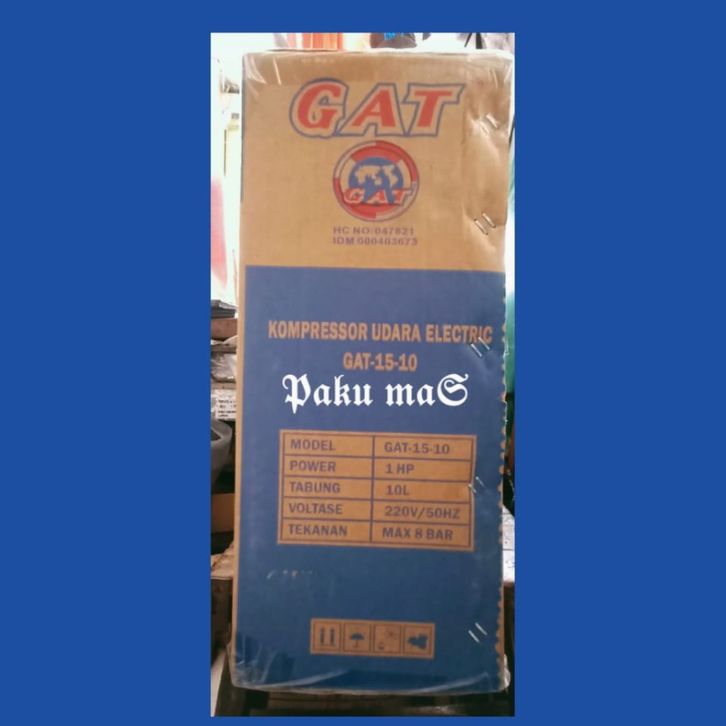 GAT
GAT
HC NO:047821
IDM 000403673
KOMPRESSOR UDARA ELECTRIC
GAT-15-10
Paku maS
MODEL GAT-15-10
POWER 1 HP
TABUNG 10L
VOLTASE 220V/50HZ
TEKANAN MAX 8 BAR